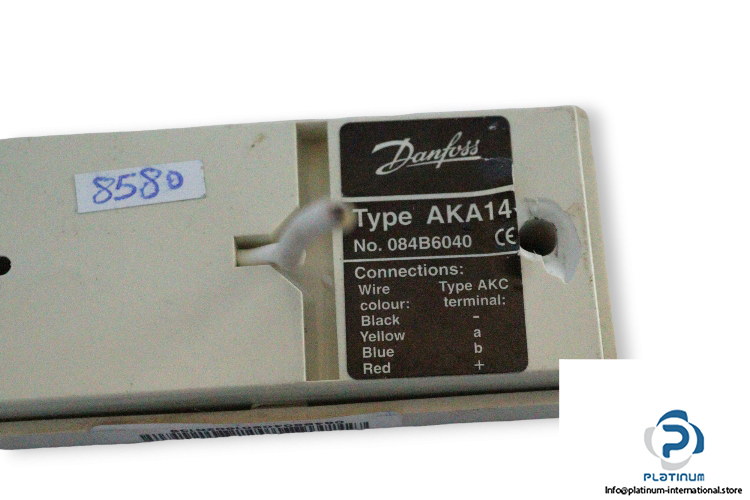 8580
Danfoss
Type AKA14
No. 084B6040 CE
Connections:
Wire Type AKC
colour: terminal:
Black -
Yellow a
Blue b
Red +
PLATINUM
Info@platinum-international.store